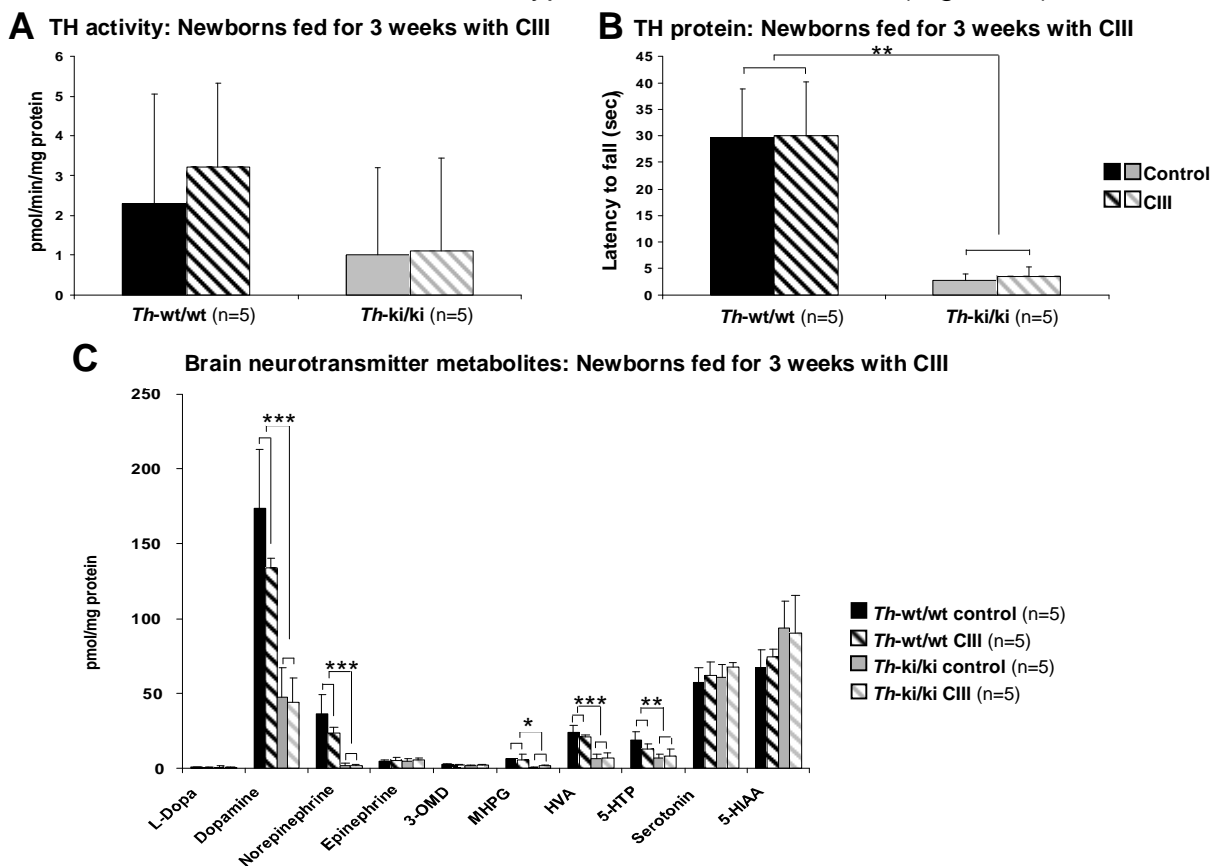 A TH activity: Newborns fed for 3 weeks with CIII
6
5
4
3
2
1
0
pmol/min/mg protein
Th-wt/wt (n=5)
Th-ki/ki (n=5)
B TH protein: Newborns fed for 3 weeks with CIII
**
45
40
35
30
25
20
15
10
5
0
Latency to fall (sec)
Th-wt/wt (n=5)
Th-ki/ki (n=5)
Control
CIII
C Brain neurotransmitter metabolites: Newborns fed for 3 weeks with CIII
250
200
150
100
50
0
pmol/mg protein
***
***
*
***
**
L-Dopa
Dopamine
Norepinephrine
Epinephrine
3-OMD
MHPG
HVA
5-HTP
Serotonin
5-HIAA
Th-wt/wt control (n=5)
Th-wt/wt CIII (n=5)
Th-ki/ki control (n=5)
Th-ki/ki CIII (n=5)